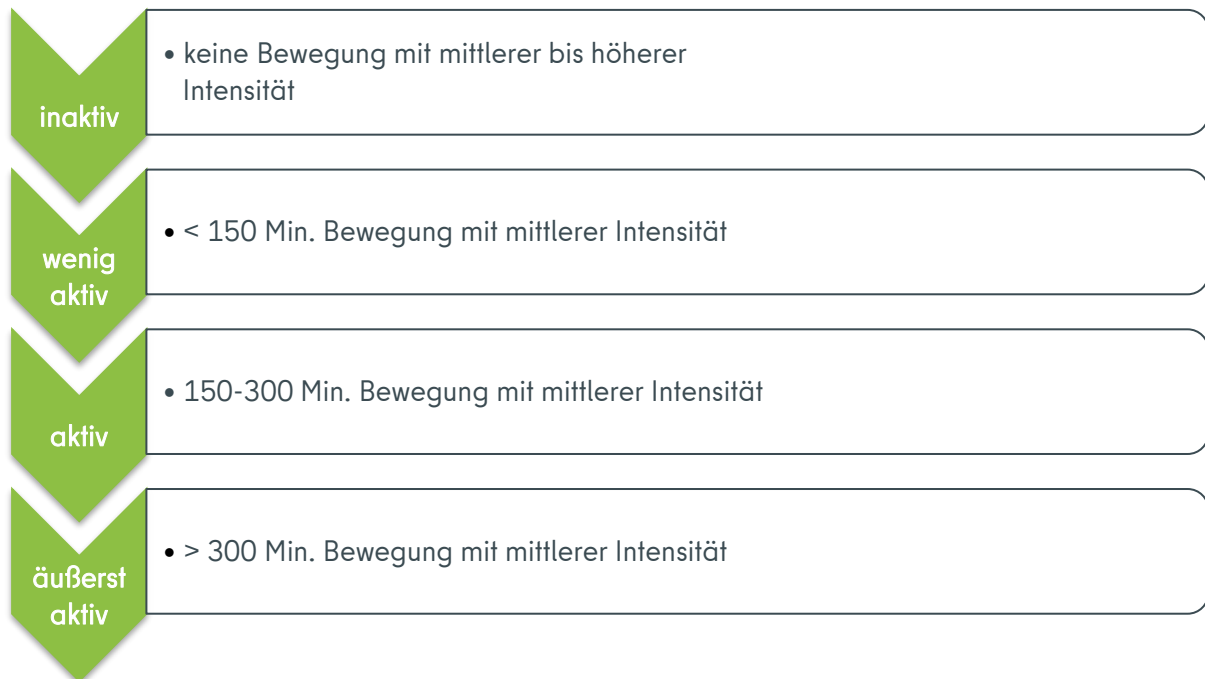 • keine Bewegung mit mittlerer bis höherer
Intensität
inaktiv
• < 150 Min. Bewegung mit mittlerer Intensität
wenig
aktiv
• 150-300 Min. Bewegung mit mittlerer Intensität
aktiv
• > 300 Min. Bewegung mit mittlerer Intensität
äußerst
aktiv